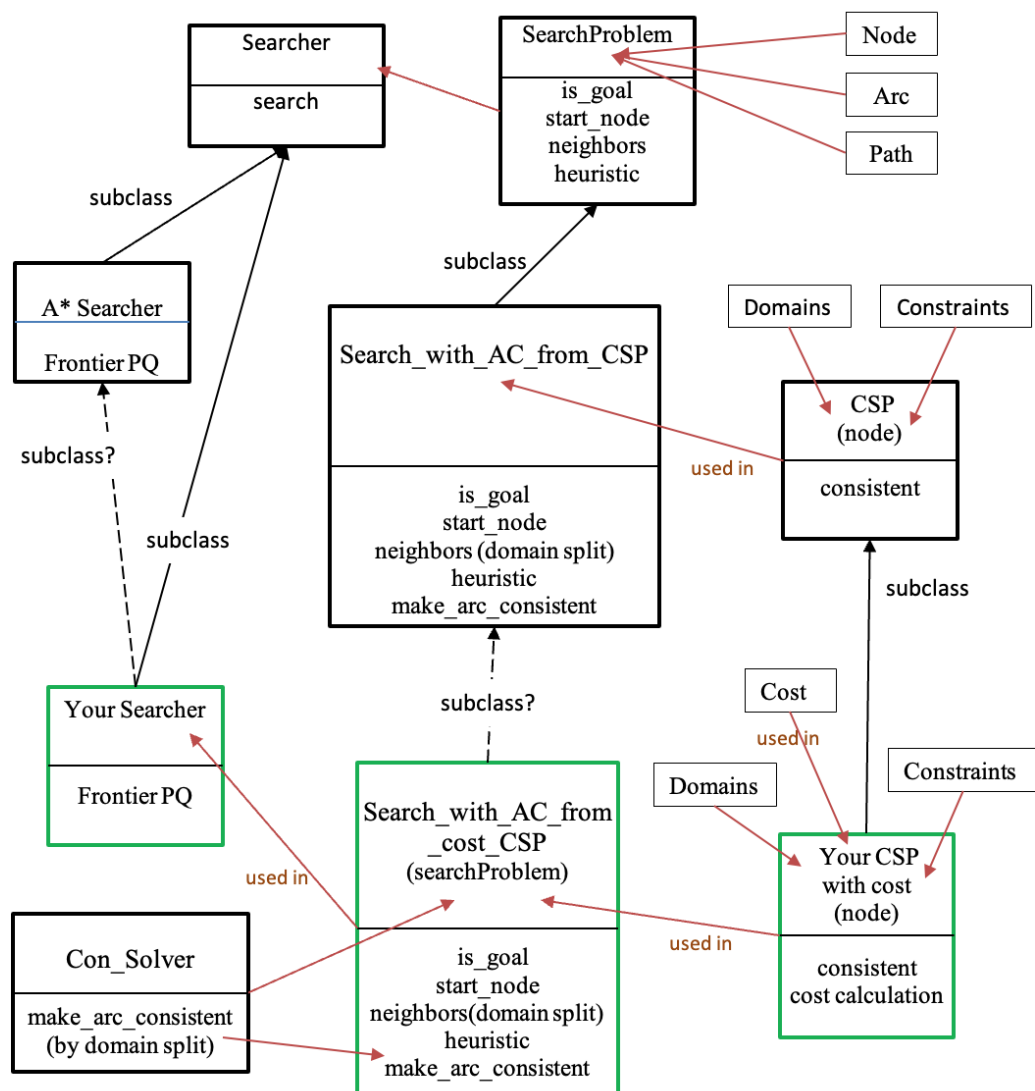 Searcher
search
SearchProblem
is_goal
start_node
neighbors
heuristic
Node
Arc
Path
subclass
subclass
A* Searcher
Frontier PQ
Search_with_AC_from_CSP
is_goal
start_node
neighbors (domain split)
heuristic
make_arc_consistent
Domains
Constraints
CSP
(node)
consistent
used in
subclass?
subclass
subclass
subclass?
Your Searcher
Frontier PQ
Cost
used in
Domains
Constraints
Search_with_AC_from
_cost_CSP
(searchProblem)
is_goal
start_node
neighbors(domain split)
heuristic
make_arc_consistent
Your CSP
with cost
(node)
consistent
cost calculation
used in
used in
Con_Solver
make_arc_consistent
(by domain split)